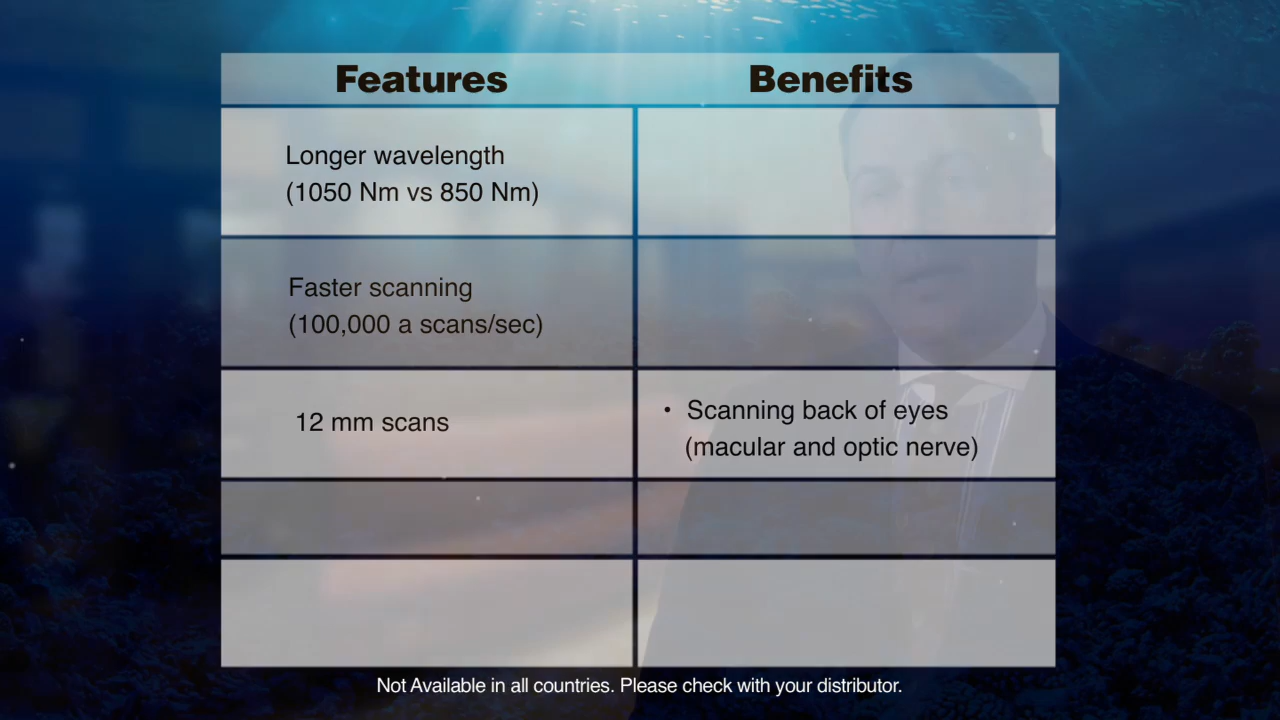 Features Benefits
Longer wavelength
(1050 Nm vs 850 Nm)
Faster scanning
(100,000 a scans/sec)
12 mm scans
• Scanning back of eyes
(macular and optic nerve)
Not Available in all countries. Please check with your distributor.